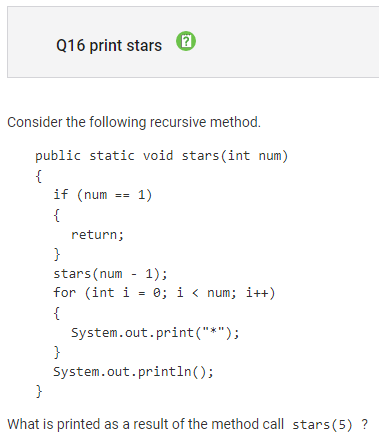 Q16 print stars ?
Consider the following recursive method.
public static void stars(int num)
{
if (num == 1)
{
return;
}
stars(num - 1);
for (int i = 0; i < num; i++)
{
System.out.print("*");
}
System.out.println();
}
What is printed as a result of the method call stars(5) ?